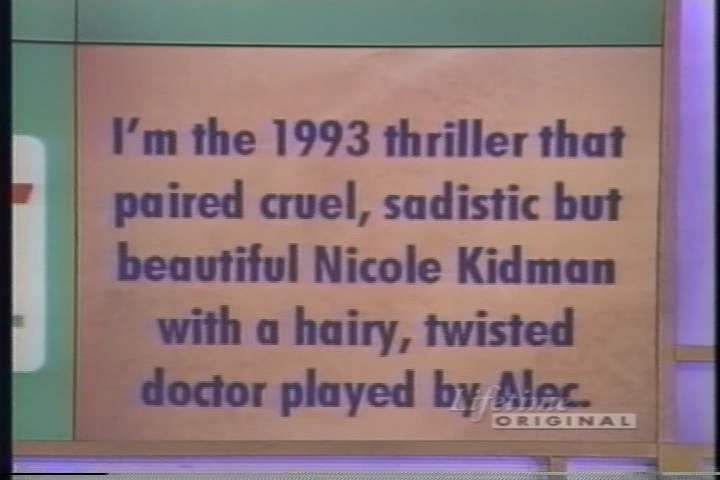 I'm the 1993 thriller that
paired cruel, sadistic but
beautiful Nicole Kidman
with a hairy, twisted
doctor played by Alec.
Lifetime
ORIGINAL